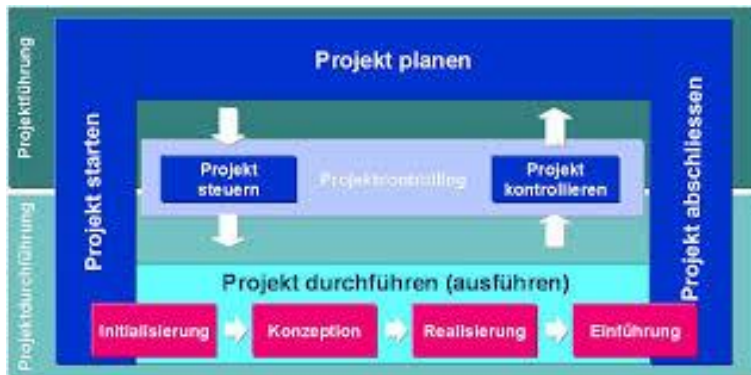 Projektführung
Projekt planen
Projekt starten
Projekt abschliessen
Projekt
steuern
Projektcontrolling
Projekt
kontrollieren
Projektdurchführung
Projekt durchführen (ausführen)
Initialisierung
Konzeption
Realisierung
Einführung